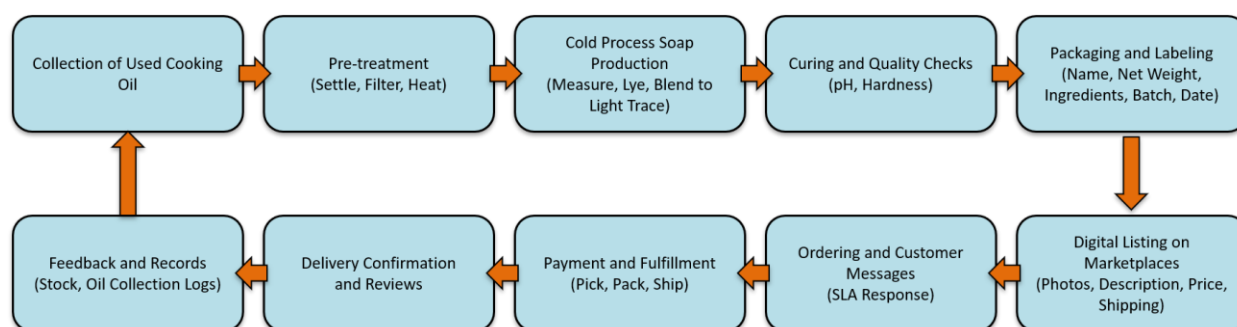 Collection of Used Cooking
Oil
Pre-treatment
(Settle, Filter, Heat)
Cold Process Soap
Production
(Measure, Lye, Blend to
Light Trace)
Curing and Quality Checks
(pH, Hardness)
Packaging and Labeling
(Name, Net Weight,
Ingredients, Batch, Date)
Digital Listing on
Marketplaces
(Photos, Description, Price,
Shipping)
Ordering and Customer
Messages
(SLA Response)
Payment and Fulfillment
(Pick, Pack, Ship)
Delivery Confirmation
and Reviews
Feedback and Records
(Stock, Oil Collection Logs)